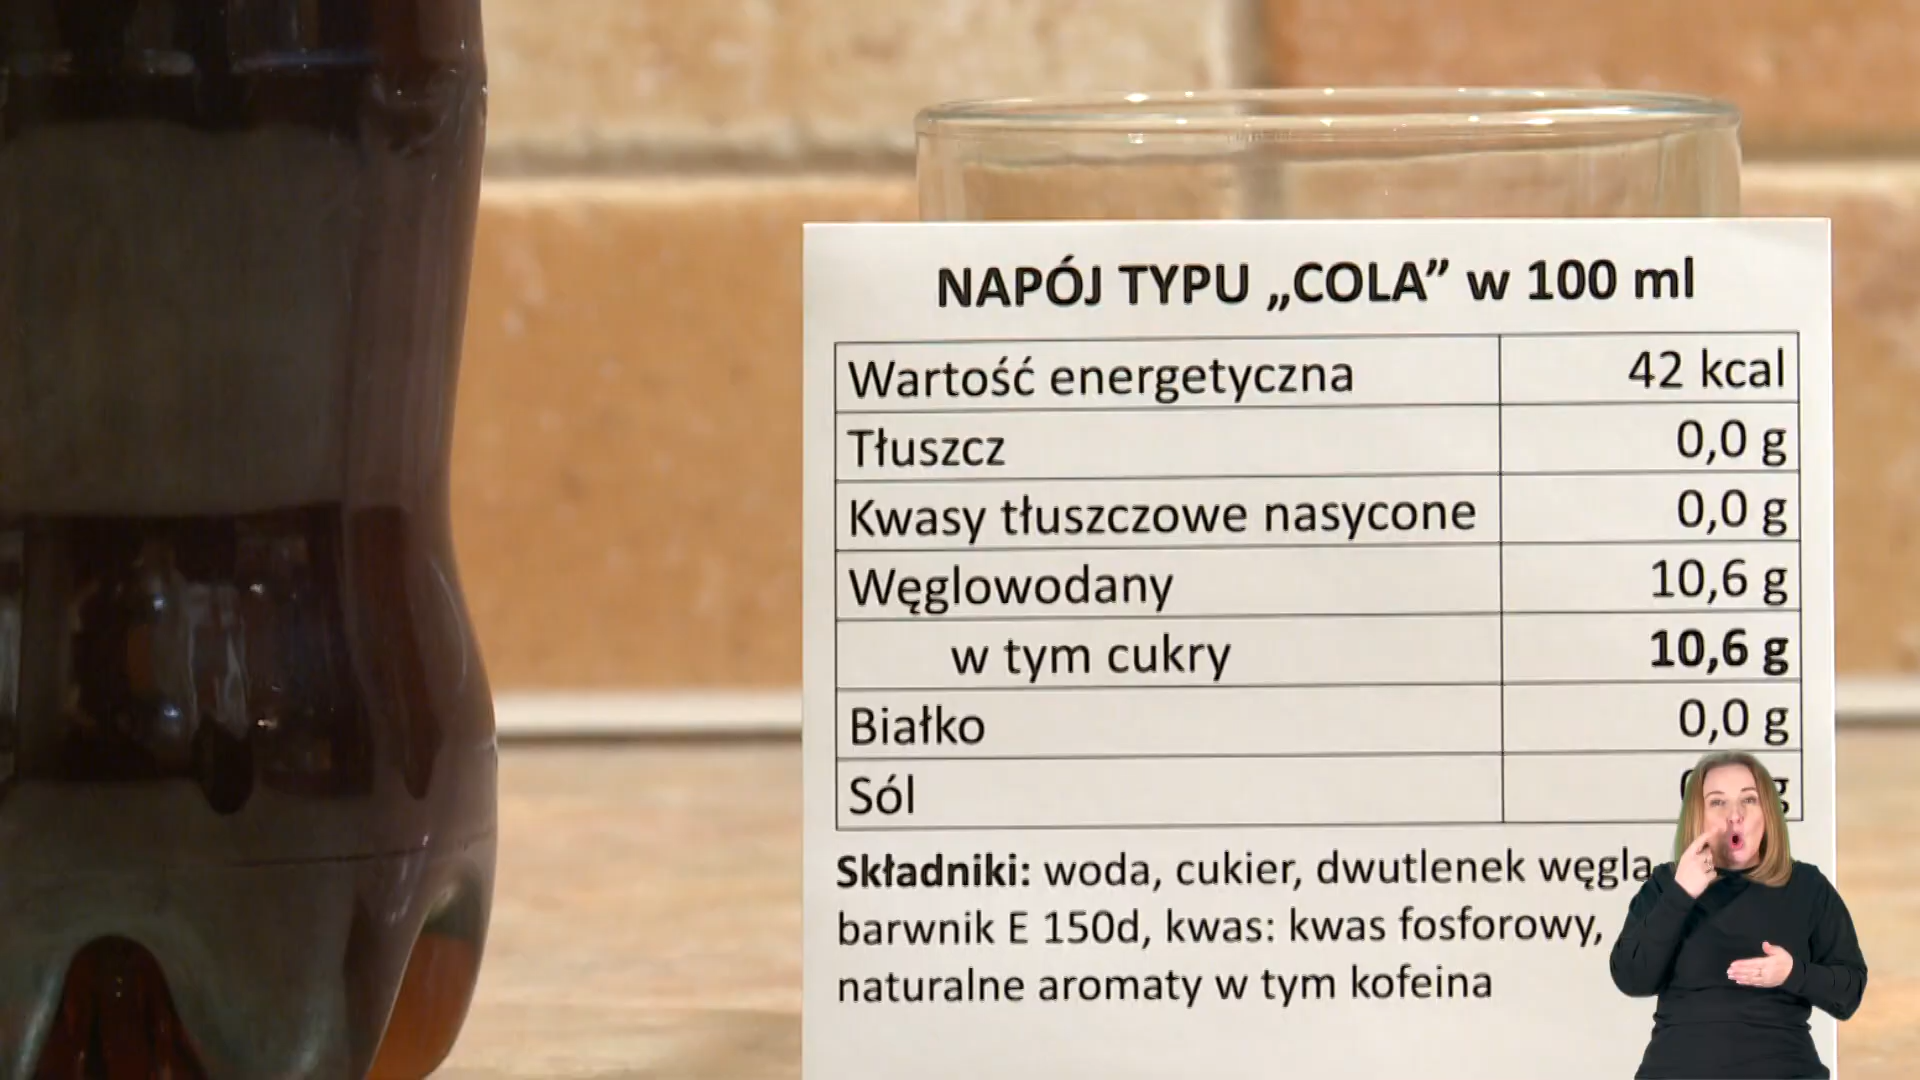 NAPÓJ TYPU „COLA” w 100 ml
Wartość energetyczna 42 kcal
Tłuszcz 0,0 g
Kwasy tłuszczowe nasycone 0,0 g
Węglowodany 10,6 g
w tym cukry 10,6 g
Białko 0,0 g
Sól
Składniki: woda, cukier, dwutlenek węgla
barwnik E 150d, kwas: kwas fosforowy,
naturalne aromaty w tym kofeina